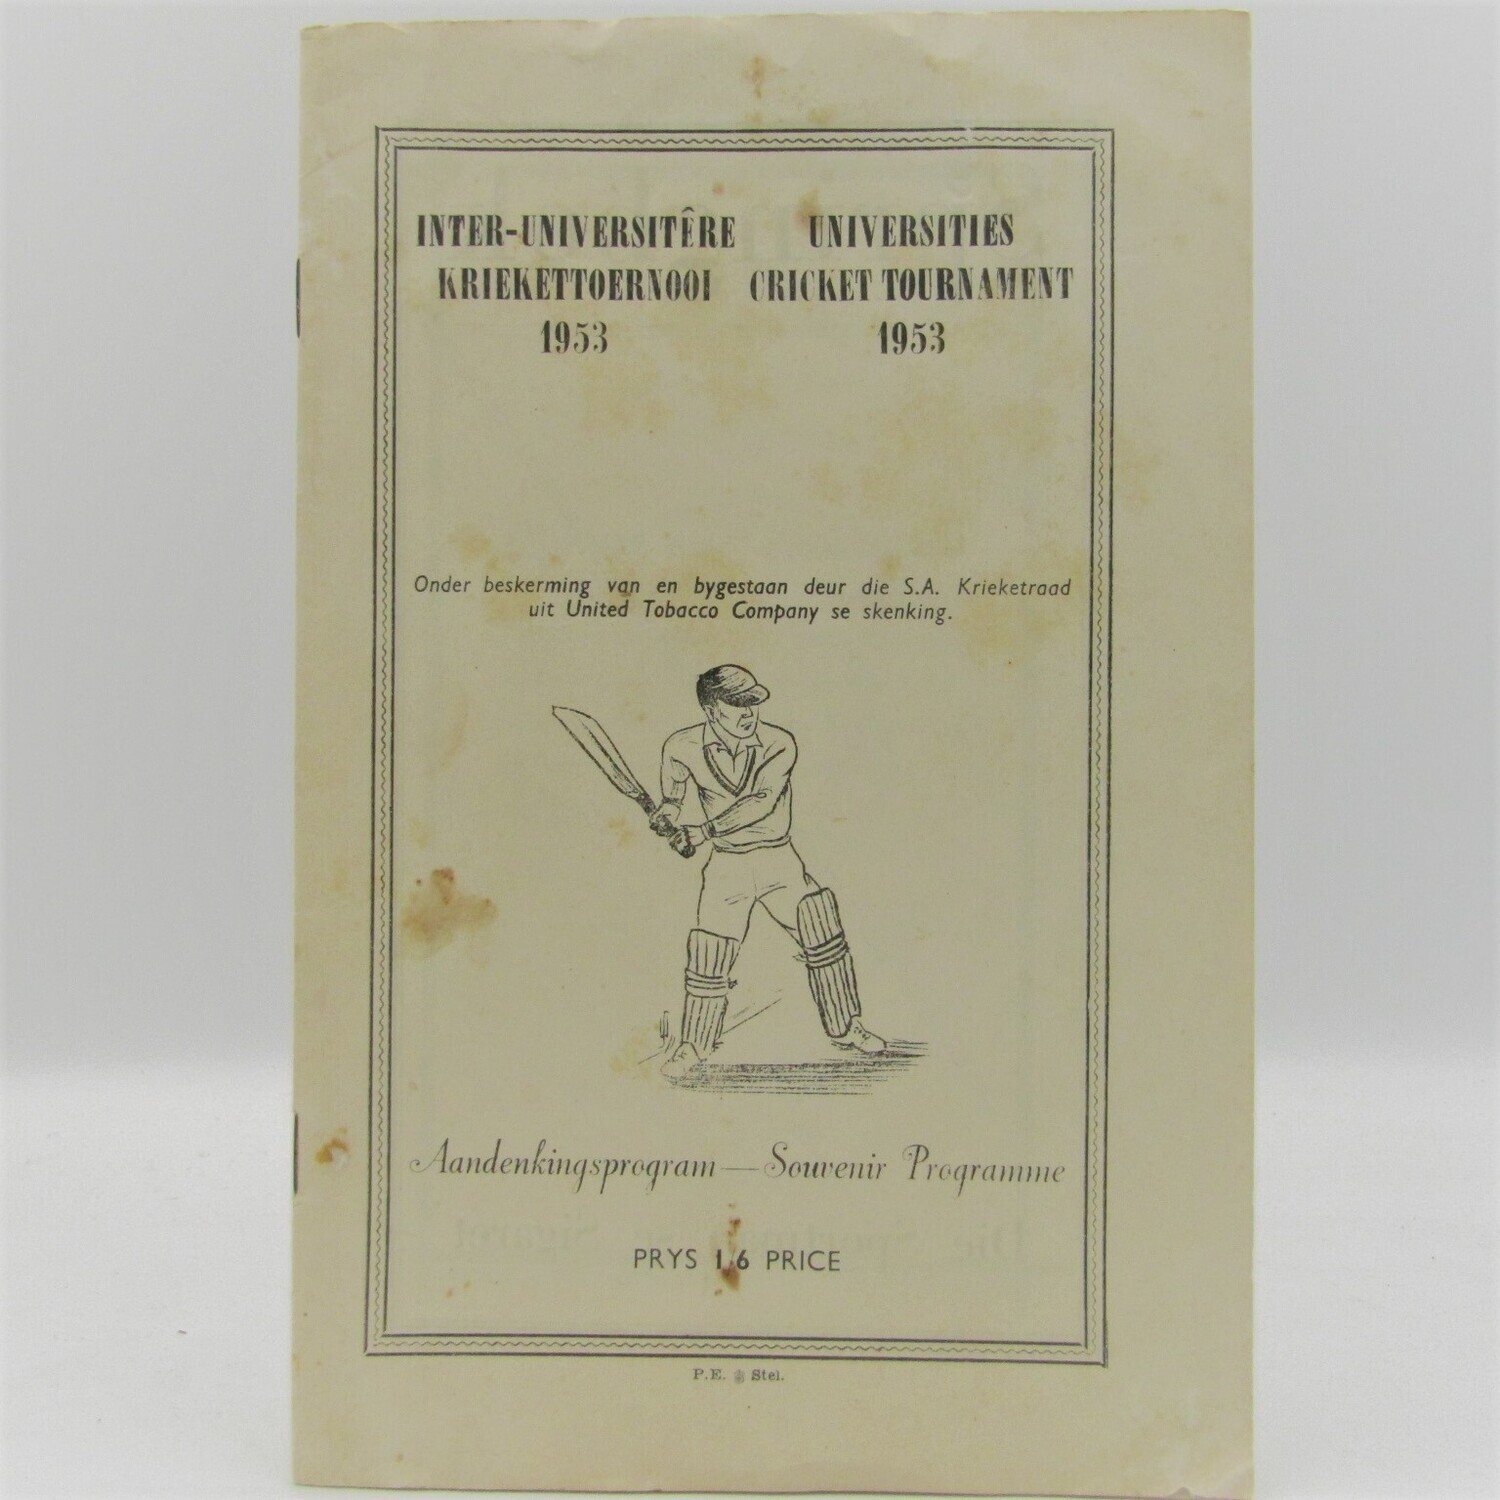 INTER-UNIVERSITÊRE
KRIEKETTOERNOOI
1953
UNIVERSITIES
CRICKET TOURNAMENT
1953
Onder beskerming van en bygestaan deur die S.A. Krieketraad
uit United Tobacco Company se skenking.
Aandenkingsprogram — Souvenir Programme
PRYS 1/6 PRICE
P.E. Stel.